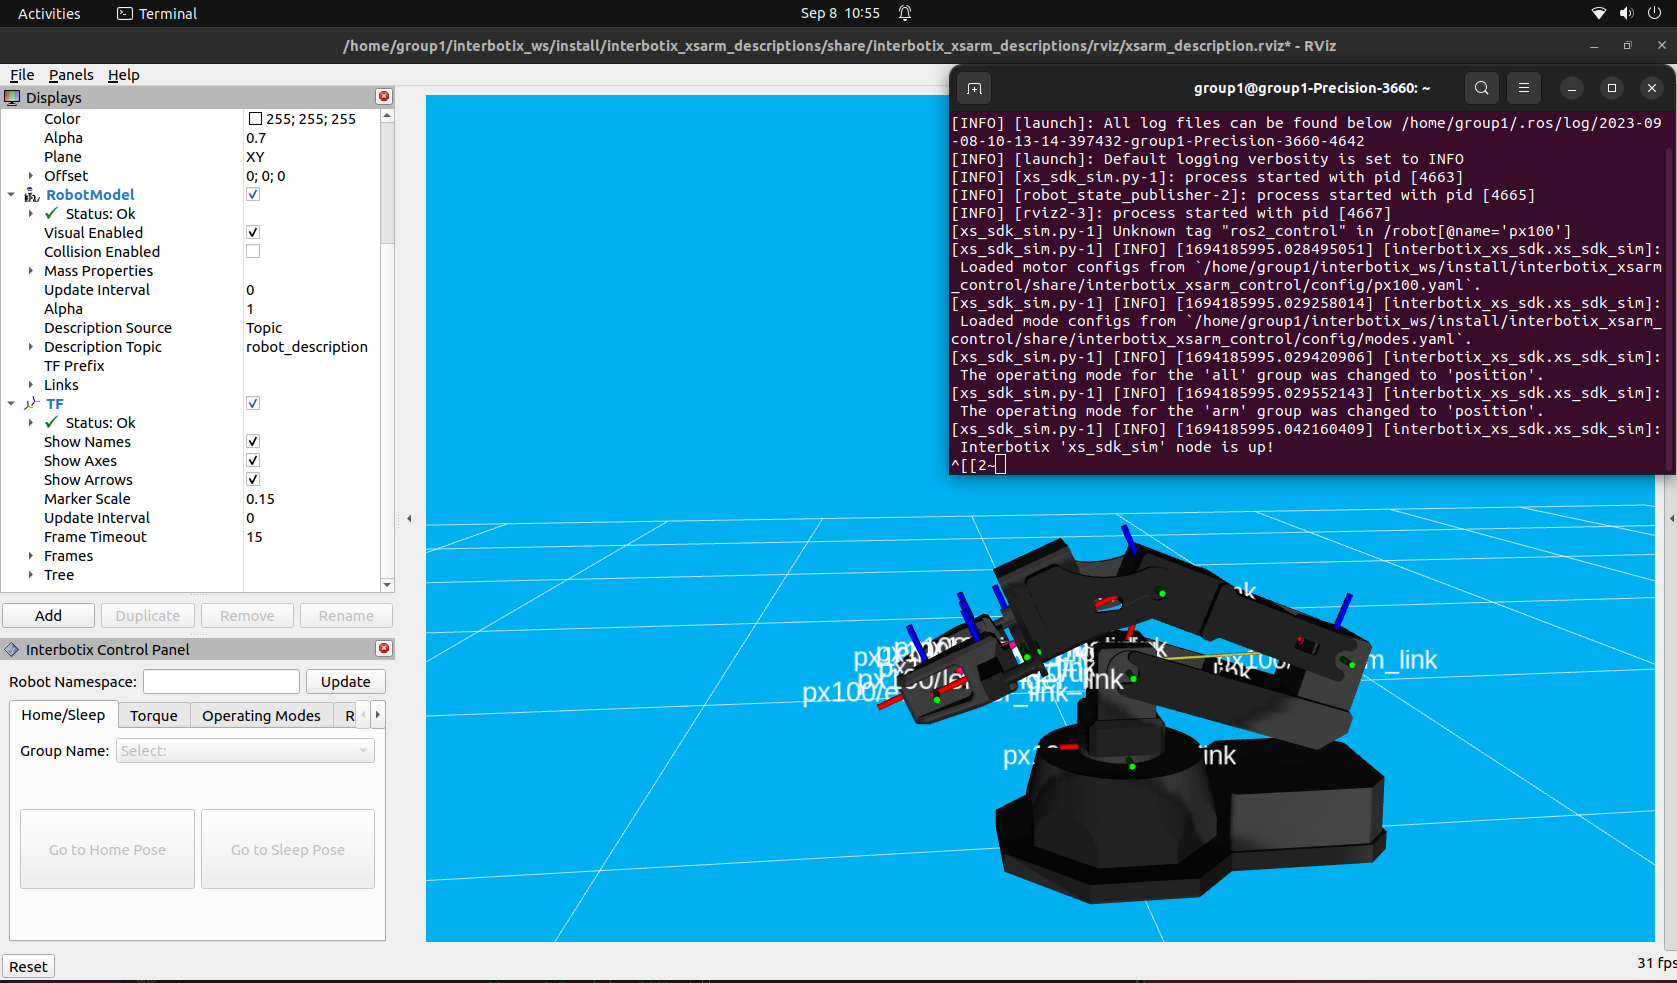 Activities
Terminal
Sep 8 10:55
/home/group1/interbotix_ws/install/interbotix_xsarm_descriptions/share/interbotix_xsarm_descriptions/rviz/xsarm_description.rviz* - RViz
File Panels Help
Displays
Color 255; 255; 255
Alpha 0.7
Plane XY
Offset 0; 0; 0
RobotModel
Status: Ok
Visual Enabled
Collision Enabled
Mass Properties
Update Interval 0
Alpha 1
Description Source Topic
Description Topic robot_description
TF Prefix
Links
TF
Status: Ok
Show Names
Show Axes
Show Arrows
Marker Scale 0.15
Update Interval 0
Frame Timeout 15
Frames
Tree
Add Duplicate Remove Rename
Interbotix Control Panel
Robot Namespace: Update
Home/Sleep Torque Operating Modes R
Group Name: Select:
Go to Home Pose Go to Sleep Pose
Reset
group1@group1-Precision-3660: ~
[INFO] [launch]: All log files can be found below /home/group1/.ros/log/2023-09
-08-10-13-14-397432-group1-Precision-3660-4642
[INFO] [launch]: Default logging verbosity is set to INFO
[INFO] [xs_sdk_sim.py-1]: process started with pid [4663]
[INFO] [robot_state_publisher-2]: process started with pid [4665]
[INFO] [rviz2-3]: process started with pid [4667]
[xs_sdk_sim.py-1] Unknown tag "ros2_control" in /robot[@name='px100']
[xs_sdk_sim.py-1] [INFO] [1694185995.028495051] [interbotix_xs_sdk.xs_sdk_sim]:
Loaded motor configs from `/home/group1/interbotix_ws/install/interbotix_xsarm
_control/share/interbotix_xsarm_control/config/px100.yaml`.
[xs_sdk_sim.py-1] [INFO] [1694185995.029258014] [interbotix_xs_sdk.xs_sdk_sim]:
Loaded mode configs from `/home/group1/interbotix_ws/install/interbotix_xsarm_
control/share/interbotix_xsarm_control/config/modes.yaml`.
[xs_sdk_sim.py-1] [INFO] [1694185995.029420906] [interbotix_xs_sdk.xs_sdk_sim]:
The operating mode for the 'all' group was changed to 'position'.
[xs_sdk_sim.py-1] [INFO] [1694185995.029552143] [interbotix_xs_sdk.xs_sdk_sim]:
The operating mode for the 'arm' group was changed to 'position'.
[xs_sdk_sim.py-1] [INFO] [1694185995.042160409] [interbotix_xs_sdk.xs_sdk_sim]:
Interbotix 'xs_sdk_sim' node is up!
^[[2~
31 fps